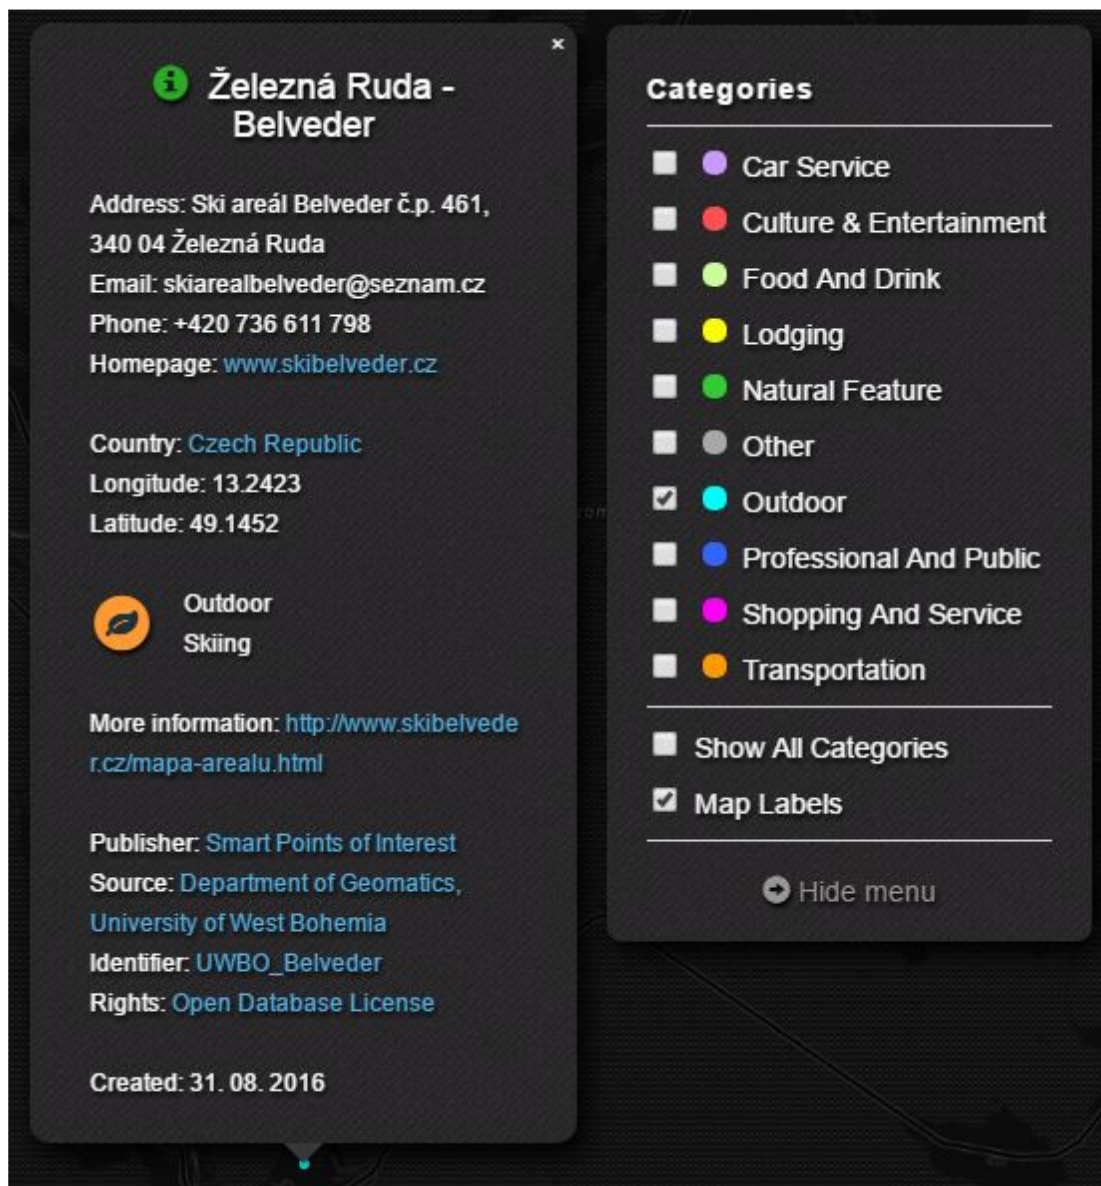 Železná Ruda -
Belveder
Address: Ski areál Belveder č.p. 461,
340 04 Železná Ruda
Email: skiarealbelveder@seznam.cz
Phone: +420 736 611 798
Homepage: www.skibelveder.cz
Country: Czech Republic
Longitude: 13.2423
Latitude: 49.1452
Outdoor
Skiing
More information: http://www.skibelvede
r.cz/mapa-arealu.html
Publisher: Smart Points of Interest
Source: Department of Geomatics,
University of West Bohemia
Identifier: UWBO_Belveder
Rights: Open Database License
Created: 31. 08. 2016
Categories
Car Service
Culture & Entertainment
Food And Drink
Lodging
Natural Feature
Other
Outdoor
Professional And Public
Shopping And Service
Transportation
Show All Categories
Map Labels
Hide menu